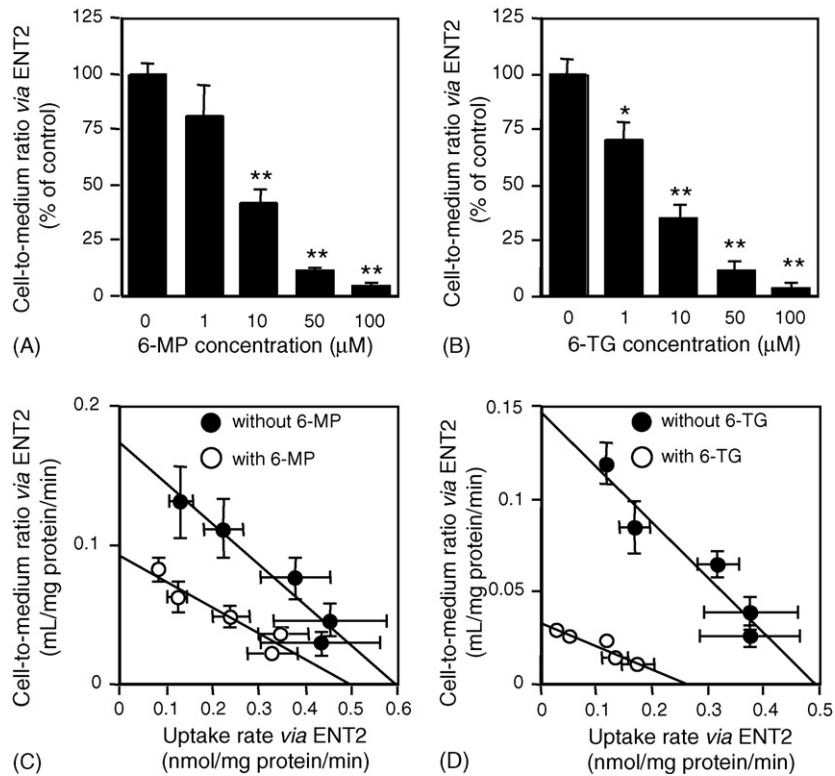 125
100
75
50
25
0
Cell-to-medium ratio via ENT2
(% of control)
**
**
**
0 1 10 50 100
(A) 6-MP concentration (μM)
125
100
75
50
25
0
Cell-to-medium ratio via ENT2
(% of control)
*
**
**
**
0 1 10 50 100
(B) 6-TG concentration (μM)
0.2
0.1
0
Cell-to-medium ratio via ENT2
(mL/mg protein/min)
without 6-MP
with 6-MP
0 0.1 0.2 0.3 0.4 0.5 0.6
Uptake rate via ENT2
(C) (nmol/mg protein/min)
0.15
0.1
0.05
0
Cell-to-medium ratio via ENT2
(mL/mg protein/min)
without 6-TG
with 6-TG
0 0.1 0.2 0.3 0.4 0.5
Uptake rate via ENT2
(D) (nmol/mg protein/min)